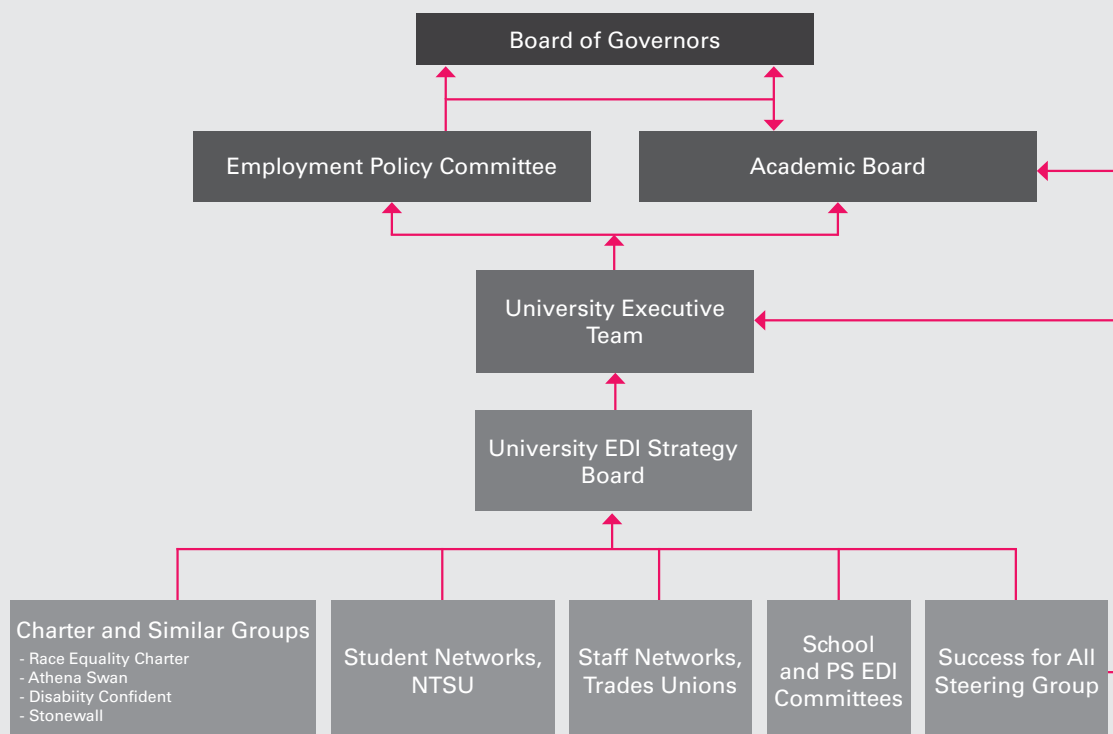 Board of Governors
Employment Policy Committee
Academic Board
University Executive
Team
University EDI Strategy
Board
Charter and Similar Groups
- Race Equality Charter
- Athena Swan
- Disabiity Confident
- Stonewall
Student Networks,
NTSU
Staff Networks,
Trades Unions
School
and PS EDI
Committees
Success for All
Steering Group